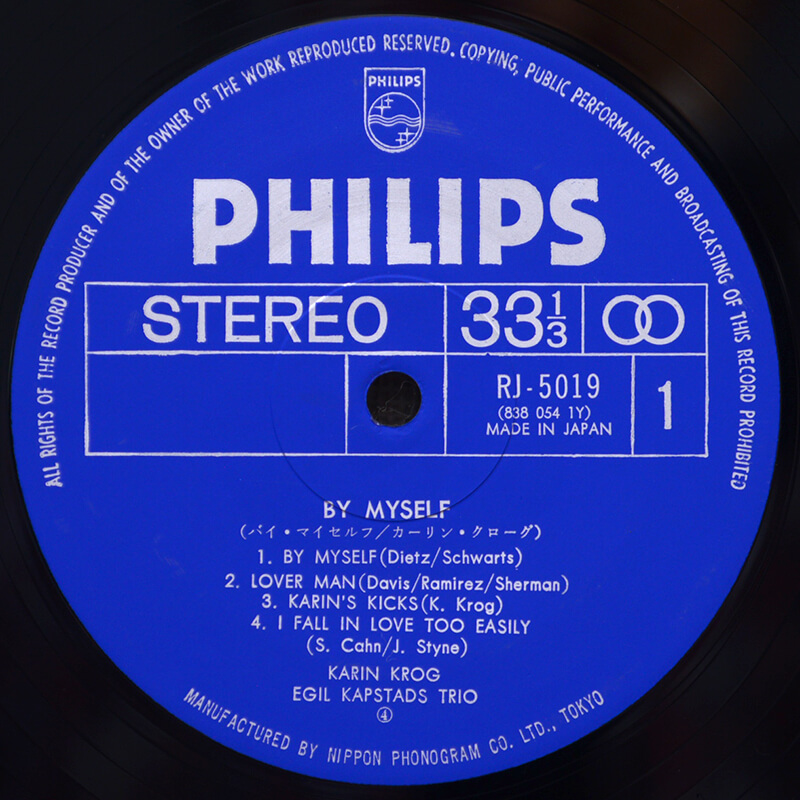 ALL RIGHTS OF THE RECORD PRODUCER AND OF THE OWNER OF THE WORK REPRODUCED RESERVED. COPYING, PUBLIC PERFORMANCE AND BROADCASTING OF THIS RECORD PROHIBITED
PHILIPS
PHILIPS
STEREO 33 1/3
RJ-5019
(838 054 1Y)
MADE IN JAPAN
1
BY MYSELF
(バイ・マイセルフ/カーリン・クローグ)
1. BY MYSELF (Dietz/Schwarts)
2. LOVER MAN (Davis/Ramirez/Sherman)
3. KARIN'S KICKS (K. Krog)
4. I FALL IN LOVE TOO EASILY
(S. Cahn/J. Styne)
KARIN KROG
EGIL KAPSTADS TRIO
④
MANUFACTURED BY NIPPON PHONOGRAM CO. LTD., TOKYO